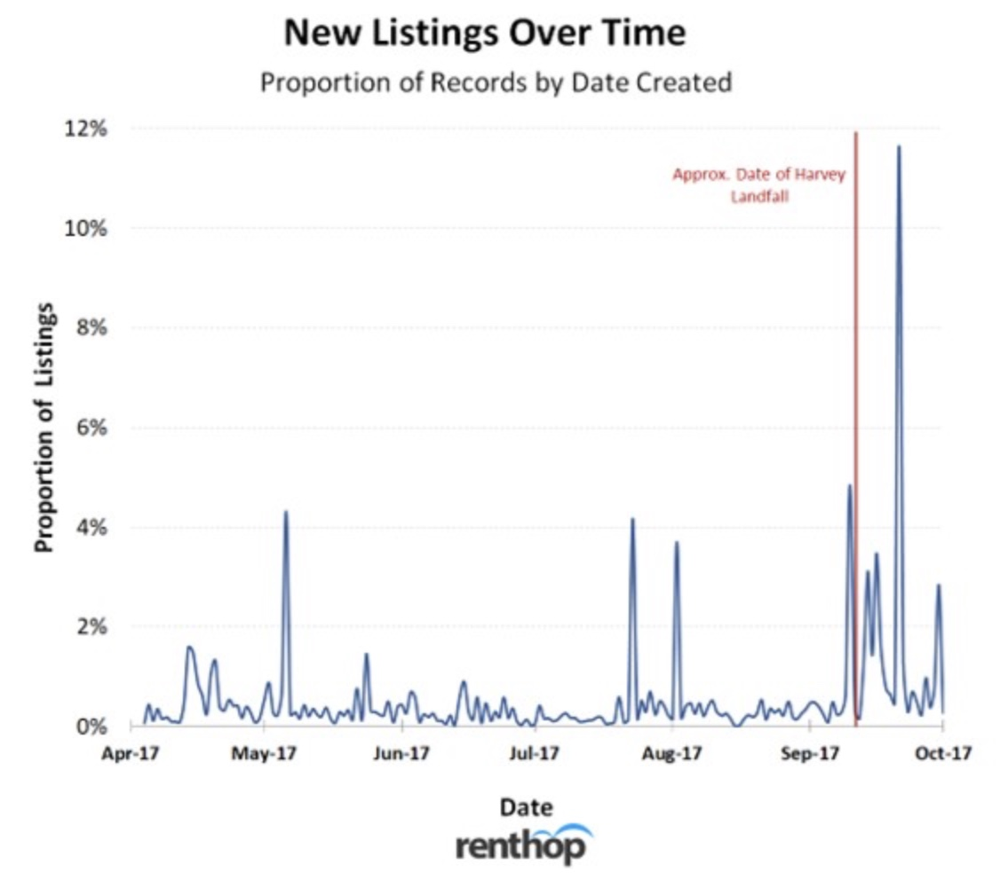 New Listings Over Time
Proportion of Records by Date Created
12%
Approx. Date of Harvey
Landfall
10%
8%
6%
4%
2%
0%
Proportion of Listings
Apr-17 May-17 Jun-17 Jul-17 Aug-17 Sep-17 Oct-17
Date
renthop